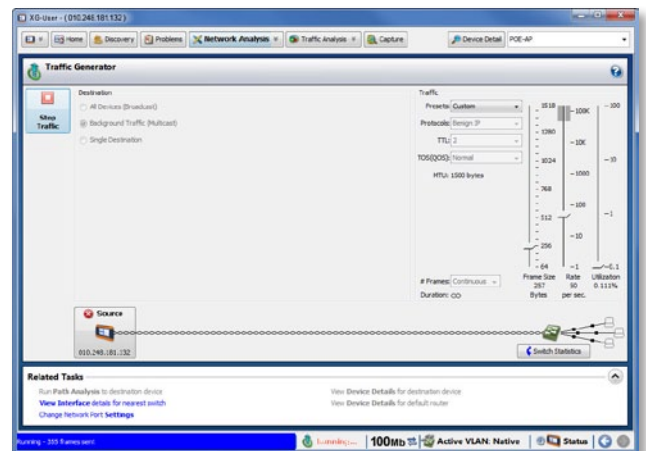 XG-User - ( 010.248.181.132 )
Home Discovery Problems Network Analysis Traffic Analysis Capture Device Detail POE-AP
Traffic Generator
Stop
Traffic
Destination
All Devices (Broadcast)
Background Traffic (Multicast)
Single Destination
Traffic
Presets: Custom
Protocols: Benign IP
TTL: 2
TOS(QOS): Normal
MTU: 1500 bytes
# Frames: Continuous
Duration: ∞
1518
1280
1024
768
512
256
64
100K
10K
1000
100
10
1
100
10
1
0.1
Frame Size Rate Utilization
257 50 0.111%
Bytes per sec.
Source
010.248.181.132
Switch Statistics
Related Tasks
Run Path Analysis to destination device
View Interface details for nearest switch
Change Network Port Settings
View Device Details for destination device
View Device Details for default router
Running - 385 frames sent
Running... 100Mb Active VLAN: Native Status